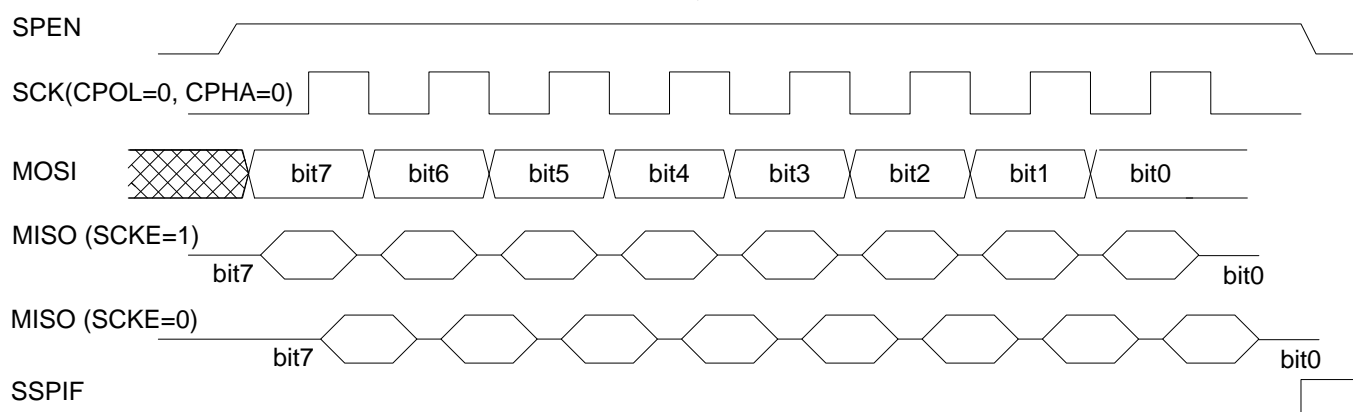 SPEN
SCK(CPOL=0, CPHA=0)
MOSI bit7 bit6 bit5 bit4 bit3 bit2 bit1 bit0
MISO (SCKE=1)
bit7 bit0
MISO (SCKE=0)
bit7 bit0
SSPIF